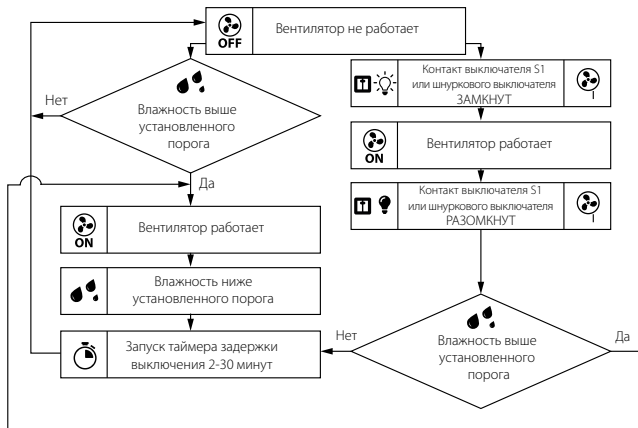 OFF
Вентилятор не работает
Нет
Влажность выше
установленного
порога
Да
ON
Вентилятор работает
Влажность ниже
установленного порога
Запуск таймера задержки
выключения 2-30 минут
Контакт выключателя S1
или шнуркового выключателя
ЗАМКНУТ
ON
Вентилятор работает
Контакт выключателя S1
или шнуркового выключателя
РАЗОМКНУТ
Нет
Влажность выше
установленного
порога
Да